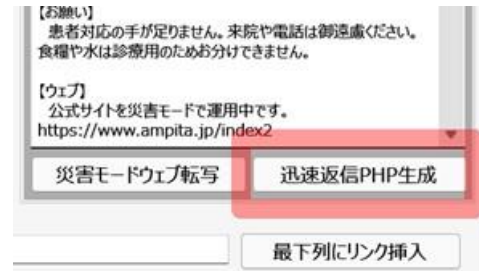 【お願い】
患者対応の手が足りません。来院や電話は御遠慮ください。
食糧や水は診療用のためお分けできません。
【ウェブ】
公式サイトを災害モードで運用中です。
https://www.ampita.jp/index2
災害モードウェブ転写
迅速返信PHP生成
最下列にリンク挿入